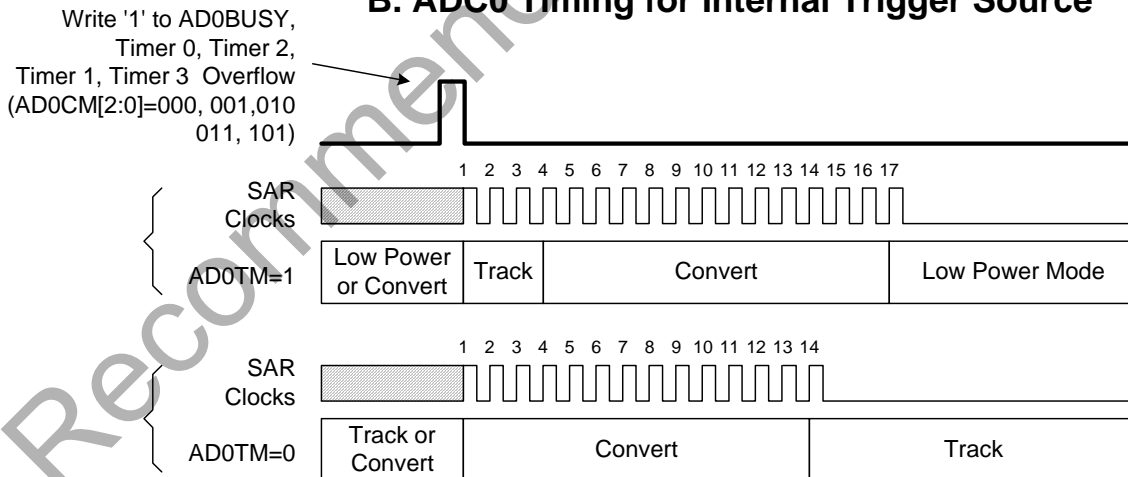 B. ADC0 Timing for Internal Trigger Source
Write '1' to AD0BUSY,
Timer 0, Timer 2,
Timer 1, Timer 3 Overflow
(AD0CM[2:0]=000, 001,010
011, 101)
1 2 3 4 5 6 7 8 9 10 11 12 13 14 15 16 17
SAR
Clocks
AD0TM=1
Low Power
or Convert
Track
Convert
Low Power Mode
1 2 3 4 5 6 7 8 9 10 11 12 13 14
SAR
Clocks
AD0TM=0
Track or
Convert
Convert
Track
Recommen